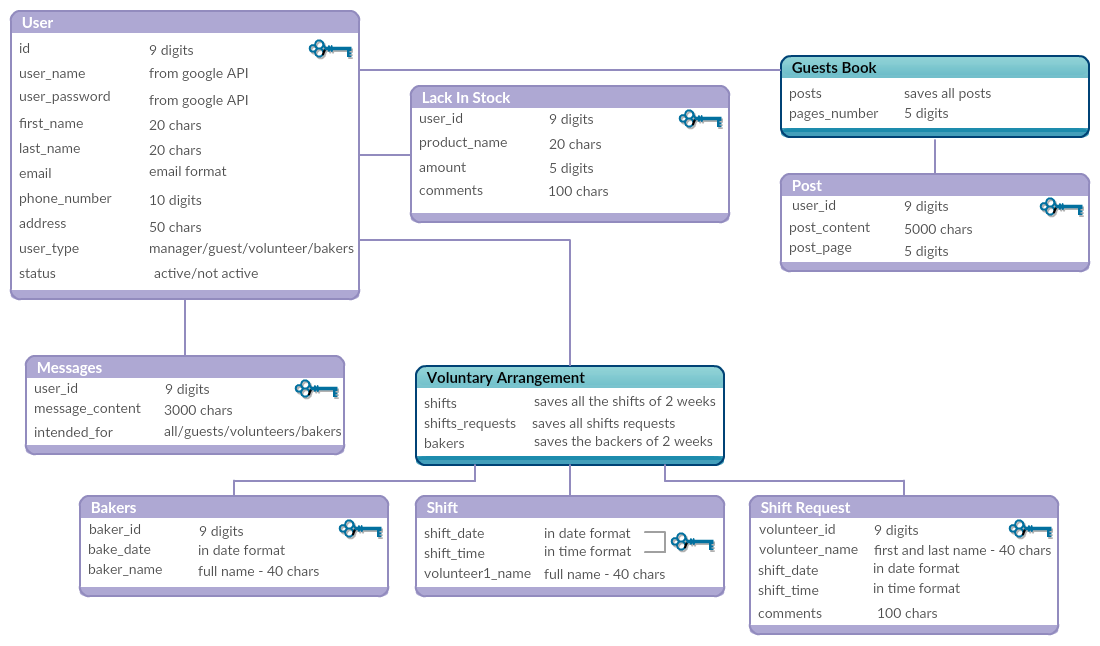 User
id 9 digits
user_name from google API
user_password from google API
first_name 20 chars
last_name 20 chars
email email format
phone_number 10 digits
address 50 chars
user_type manager/guest/volunteer/bakers
status active/not active
Lack In Stock
user_id 9 digits
product_name 20 chars
amount 5 digits
comments 100 chars
Guests Book
posts saves all posts
pages_number 5 digits
Post
user_id 9 digits
post_content 5000 chars
post_page 5 digits
Messages
user_id 9 digits
message_content 3000 chars
intended_for all/guests/volunteers/bakers
Voluntary Arrangement
shifts saves all the shifts of 2 weeks
shifts_requests saves all shifts requests
bakers saves the backers of 2 weeks
Bakers
baker_id 9 digits
bake_date in date format
baker_name full name - 40 chars
Shift
shift_date in date format
shift_time in time format
volunteer1_name full name - 40 chars
Shift Request
volunteer_id 9 digits
volunteer_name first and last name - 40 chars
shift_date in date format
shift_time in time format
comments 100 chars